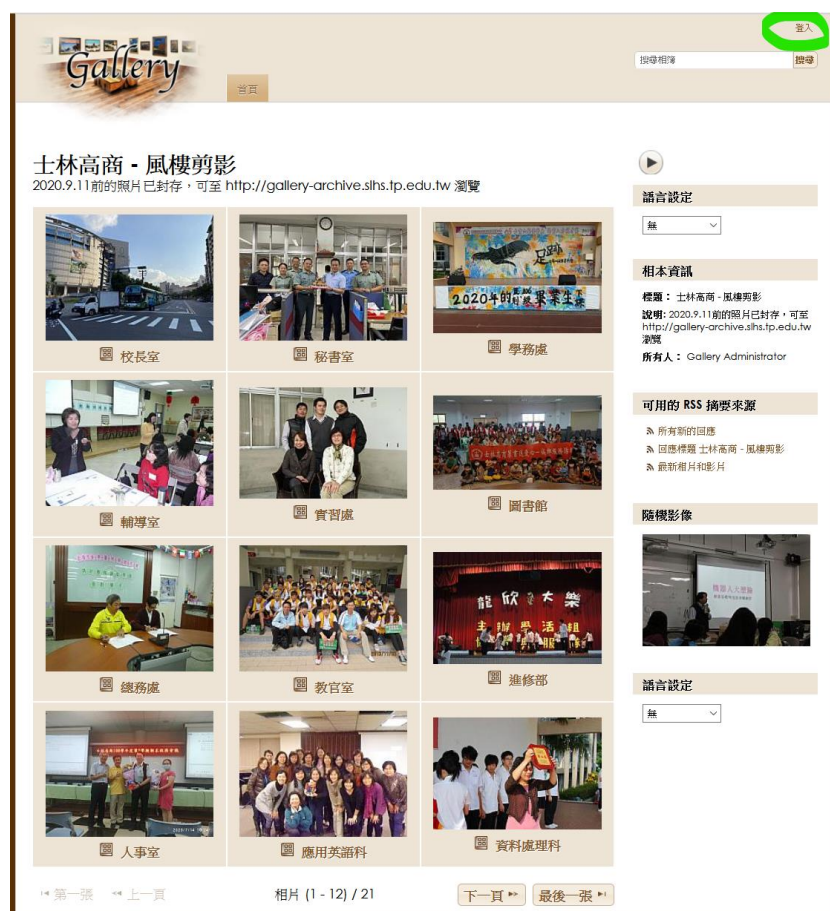 登入
Gallery
搜尋相簿
搜尋
首頁
士林高商 - 風樓剪影
2020.9.11前的照片已封存，可至 http://gallery-archive.slhs.tp.edu.tw 瀏覽
足跡
2020年的
畢業生
校長室
秘書室
學務處
輔導室
實習處
圖書館
總務處
教官室
龍欣大樂
進修部
人事室
應用英語科
資料處理科
第一張
上一頁
相片 (1 - 12) / 21
下一頁
最後一張
語言設定
無
相本資訊
標題： 士林高商 - 風樓剪影
說明: 2020.9.11前的照片已封存，可至
http://gallery-archive.slhs.tp.edu.tw
瀏覽
所有人： Gallery Administrator
可用的 RSS 摘要來源
所有新的回應
回應標題 士林高商 - 風樓剪影
最新相片和影片
隨機影像
語言設定
無